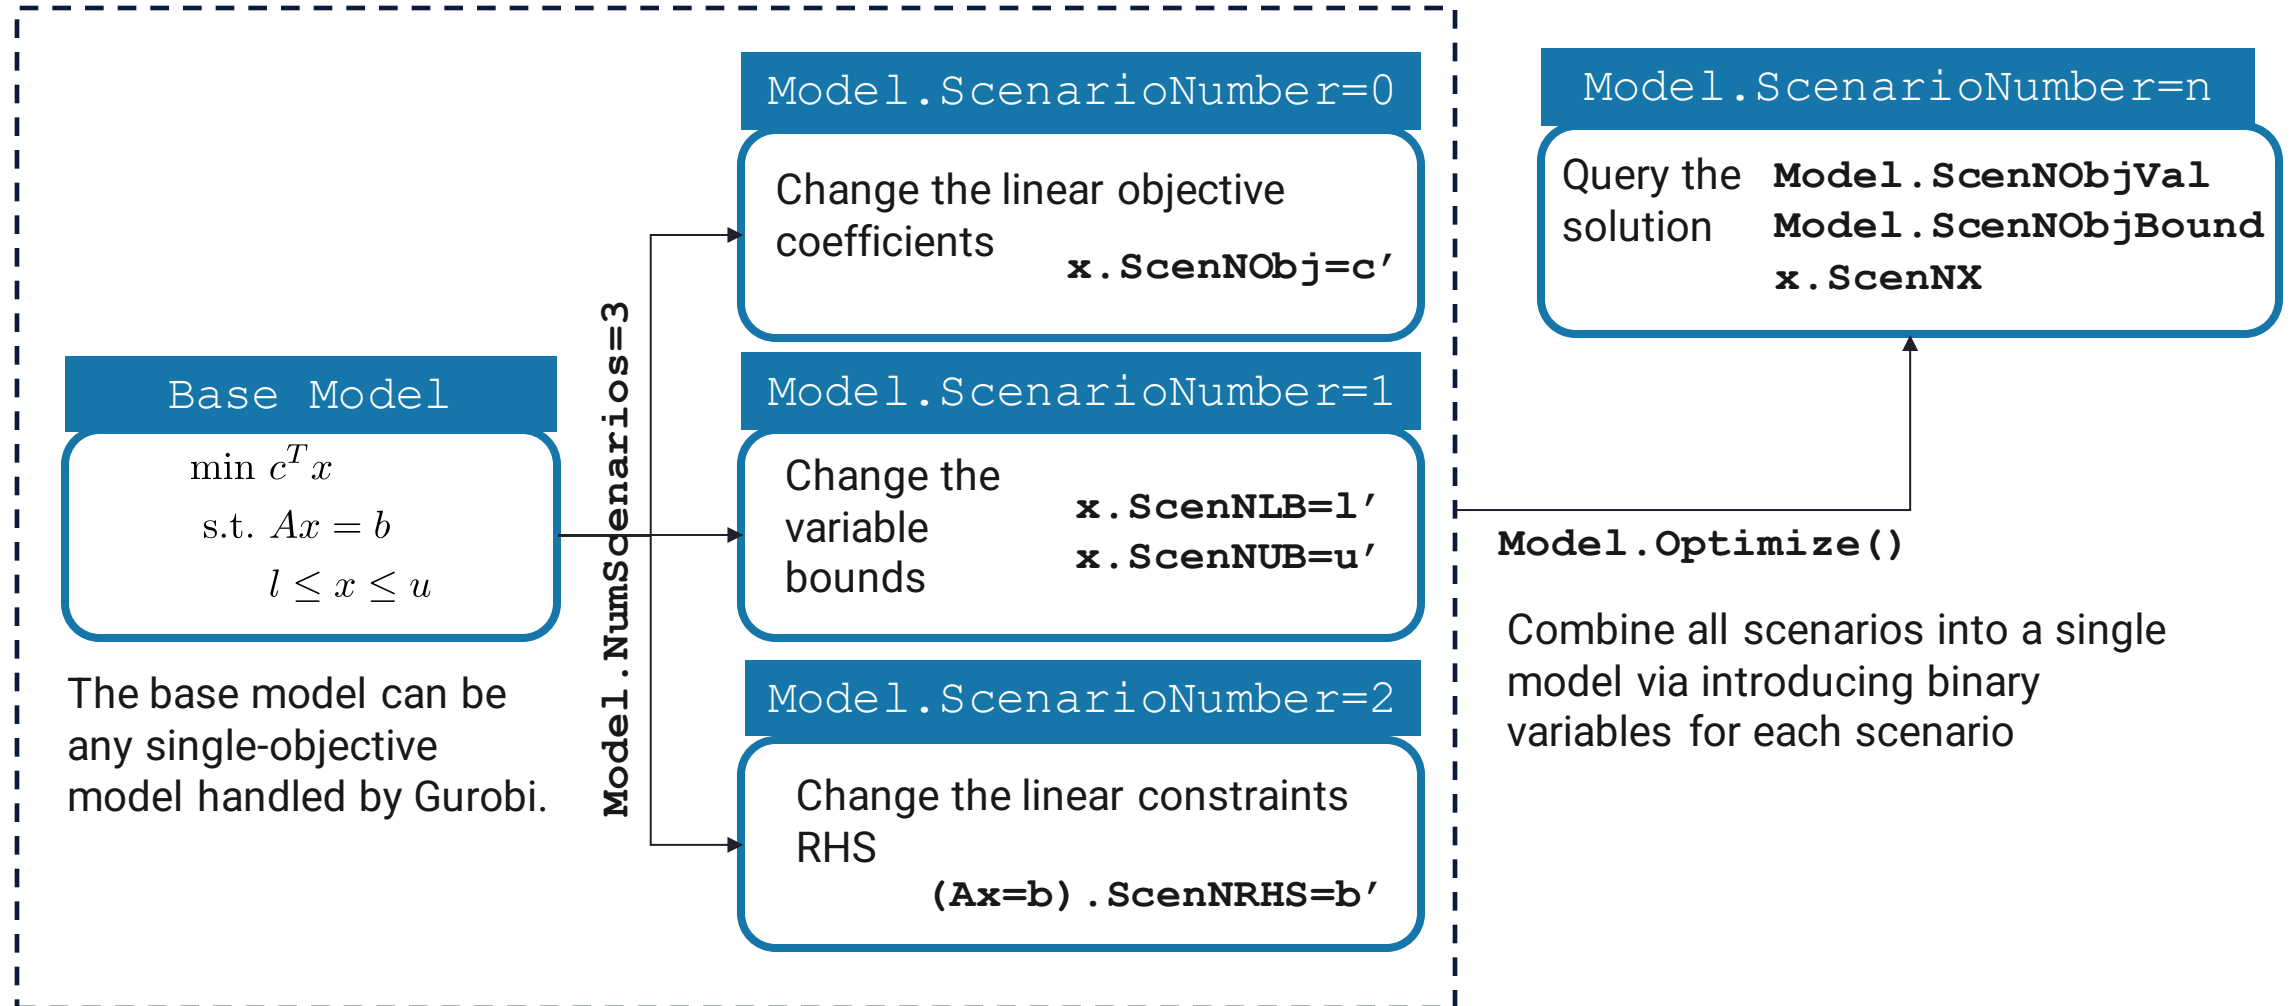 Base Model
min c^T x
s.t. Ax = b
l ≤ x ≤ u
The base model can be
any single-objective
model handled by Gurobi.
Model.NumScenarios=3
Model.ScenarioNumber=0
Change the linear objective
coefficients
x.ScenNObj=c’
Model.ScenarioNumber=1
Change the
variable
bounds
x.ScenNLB=l’
x.ScenNUB=u’
Model.ScenarioNumber=2
Change the linear constraints
RHS
(Ax=b).ScenNRHS=b’
Model.ScenarioNumber=n
Query the
solution
Model.ScenNObjVal
Model.ScenNObjBound
x.ScenNX
Model.Optimize()
Combine all scenarios into a single
model via introducing binary
variables for each scenario